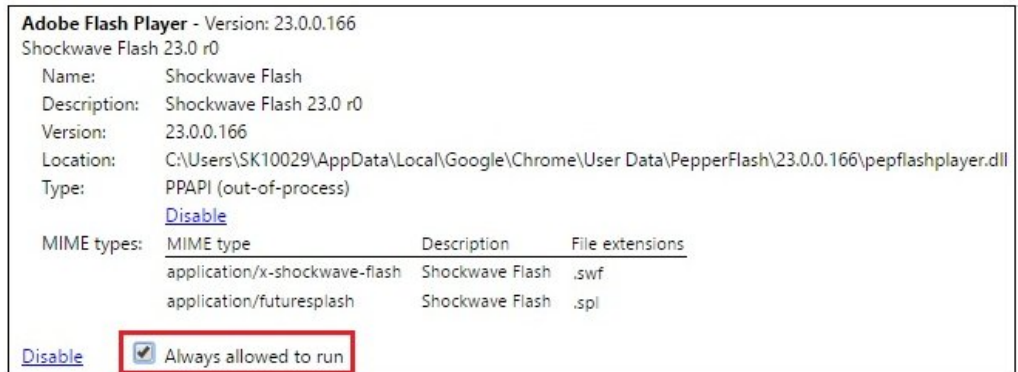 Adobe Flash Player - Version: 23.0.0.166
Shockwave Flash 23.0 r0
Name: Shockwave Flash
Description: Shockwave Flash 23.0 r0
Version: 23.0.0.166
Location: C:\Users\SK10029\AppData\Local\Google\Chrome\User Data\PepperFlash\23.0.0.166\pepflashplayer.dll
Type: PPAPI (out-of-process)
Disable
MIME types: MIME type Description File extensions
application/x-shockwave-flash Shockwave Flash .swf
application/futuresplash Shockwave Flash .spl
Disable Always allowed to run